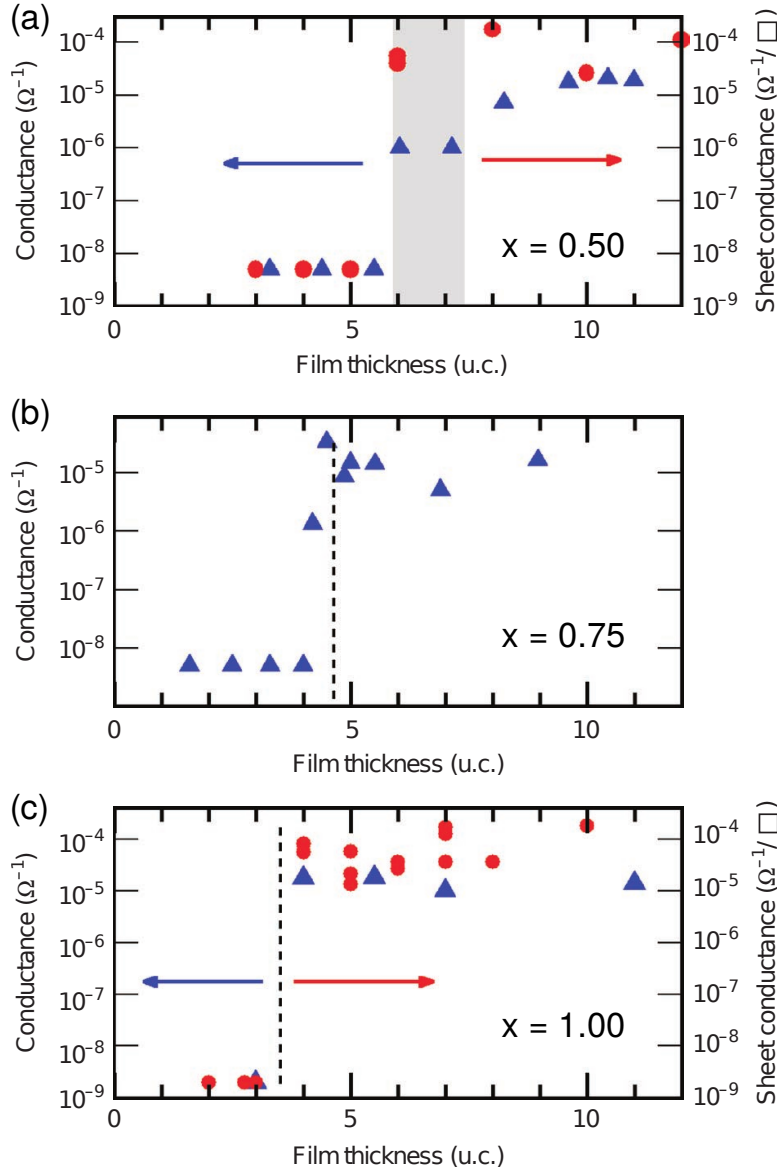 (a)
Conductance (Ω⁻¹)
10⁻⁴
10⁻⁵
10⁻⁶
10⁻⁷
10⁻⁸
10⁻⁹
x = 0.50
10⁻⁴
10⁻⁵
10⁻⁶
10⁻⁷
10⁻⁸
10⁻⁹
Sheet conductance (Ω⁻¹/□)
0 5 10
Film thickness (u.c.)
(b)
Conductance (Ω⁻¹)
10⁻⁵
10⁻⁶
10⁻⁷
10⁻⁸
x = 0.75
0 5 10
Film thickness (u.c.)
(c)
Conductance (Ω⁻¹)
10⁻⁴
10⁻⁵
10⁻⁶
10⁻⁷
10⁻⁸
10⁻⁹
x = 1.00
10⁻⁴
10⁻⁵
10⁻⁶
10⁻⁷
10⁻⁸
10⁻⁹
Sheet conductance (Ω⁻¹/□)
0 5 10
Film thickness (u.c.)